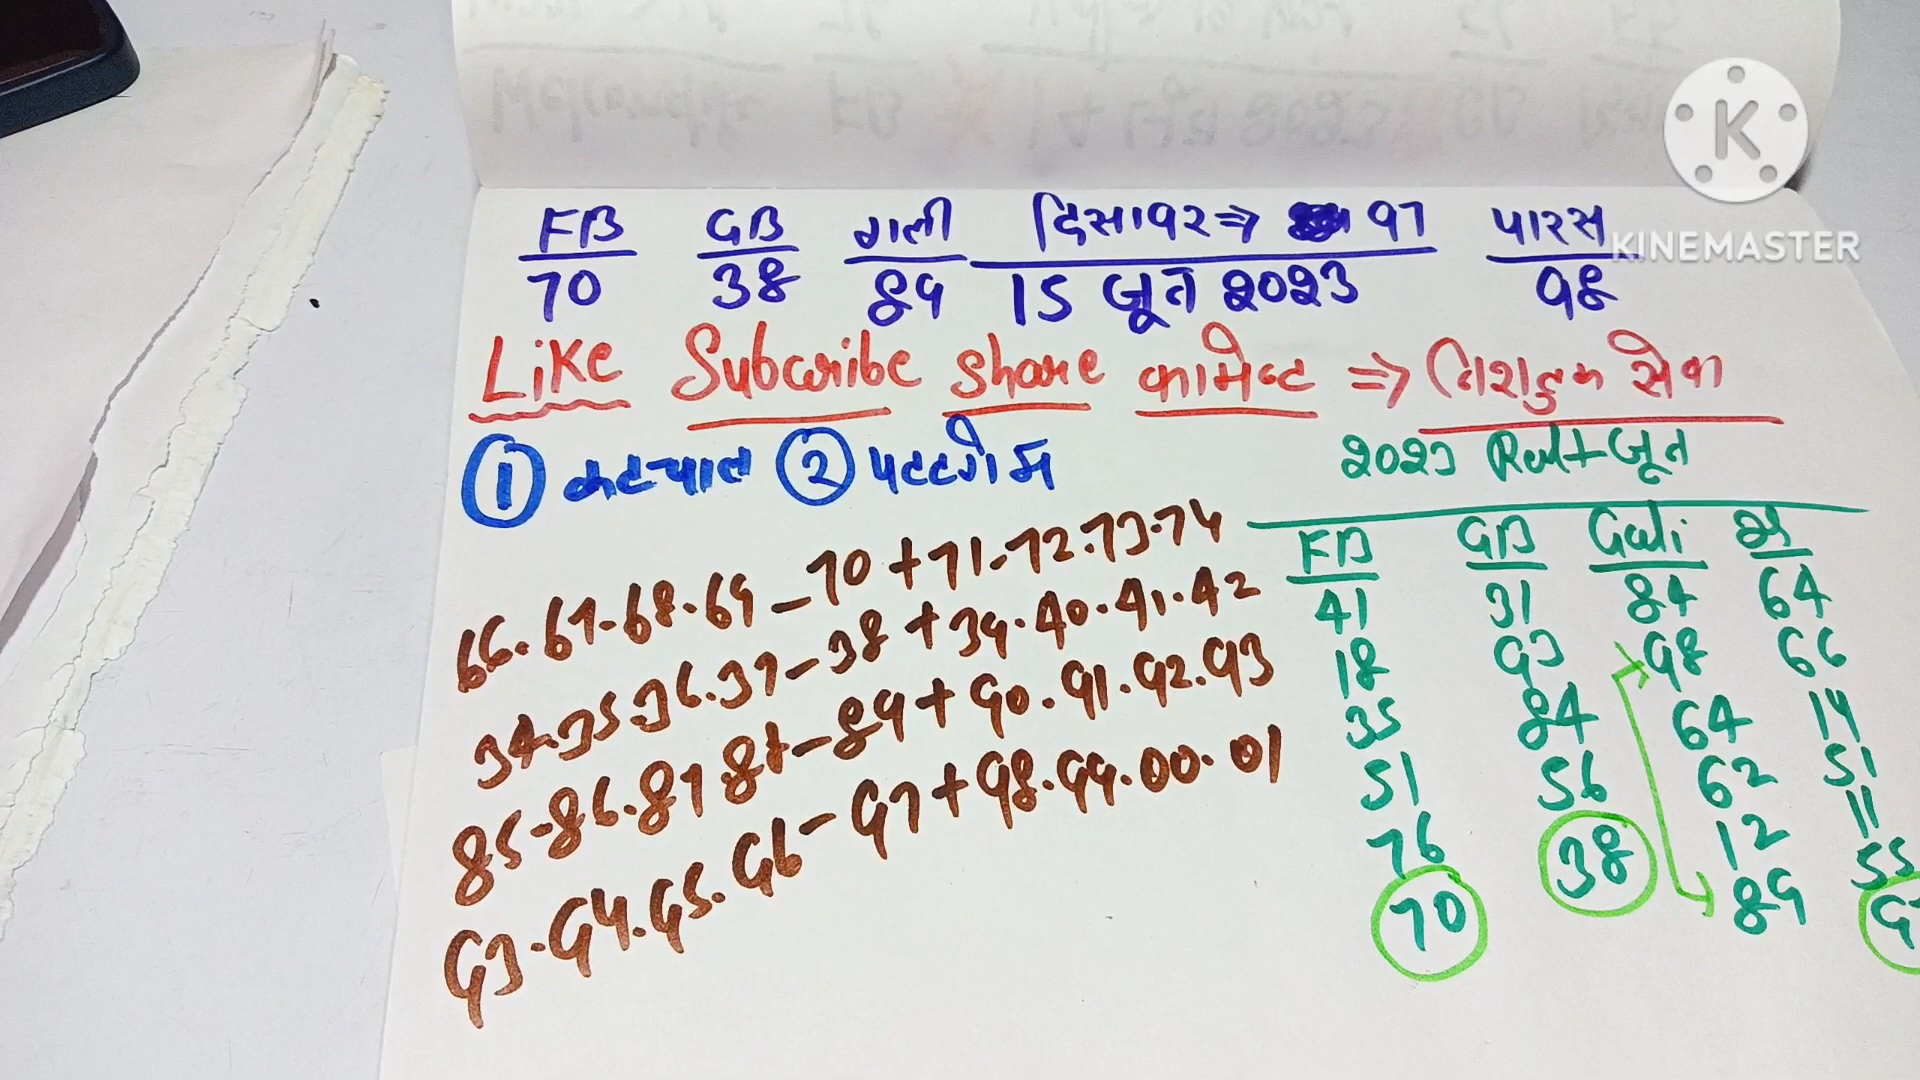 K
KINEMASTER
FB GB गली दिसावर⇒ 97 पारस
70 38 89 15 जून 2023 98
Like Subcribe share कामेन्ट ⇒ निशुल्क सेवा
① कटपात ② पटटगेम
2023 Rult जून
66.67.68.69-70+71.72.73.74
34.35.36.37-38+39.40.41.42
85-86.87.88-89+90.91.92.93
93.94.95.96-97+98.99.00.01
FB GB Gali
41 31 84 64
18 93 98 66
35 84 64 14
51 56 62 51
76 38 12 11
70 89 55